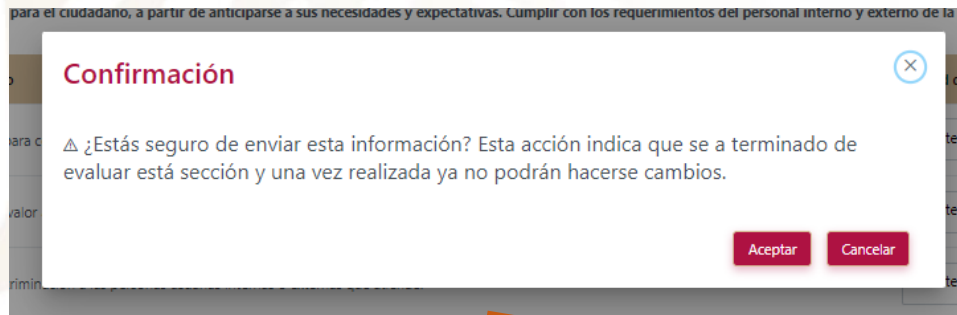 para el ciudadano, a partir de anticiparse a sus necesidades y expectativas. Cumplir con los requerimientos del personal interno y externo de la
Confirmación
⚠ ¿Estás seguro de enviar esta información? Esta acción indica que se a terminado de
evaluar está sección y una vez realizada ya no podrán hacerse cambios.
valor
Aceptar Cancelar